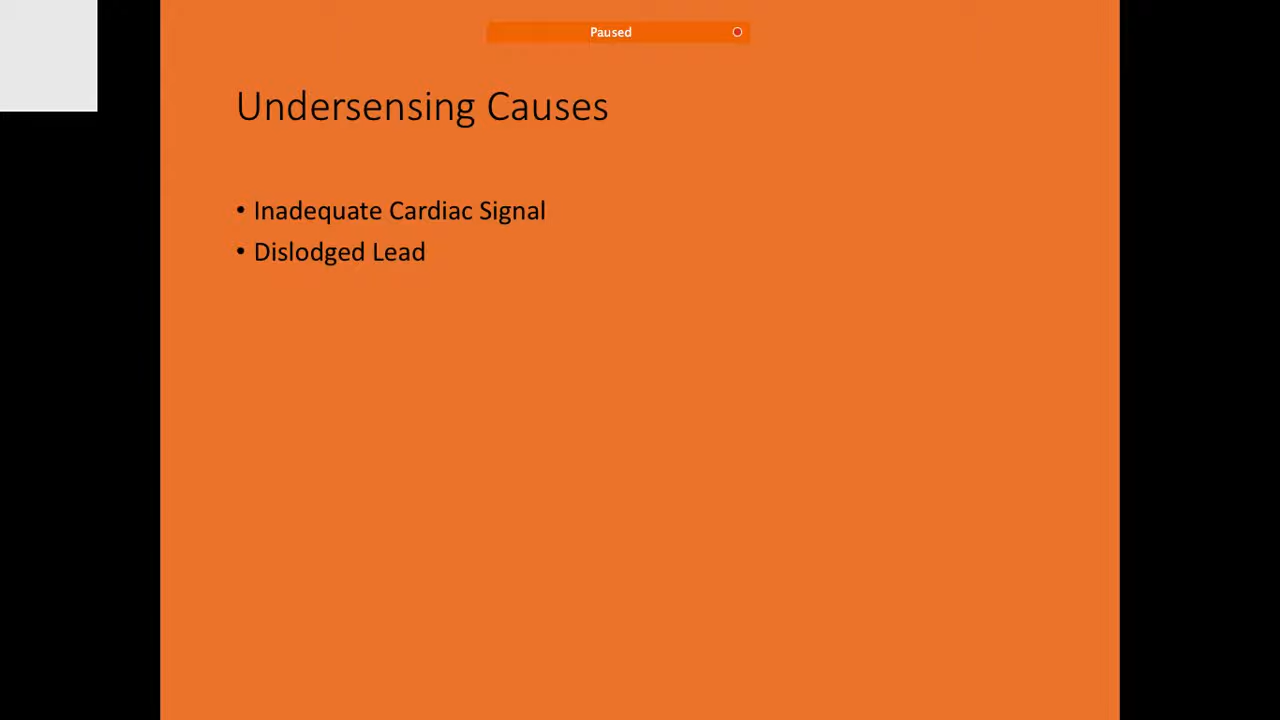 Paused
Undersensing Causes
• Inadequate Cardiac Signal
• Dislodged Lead